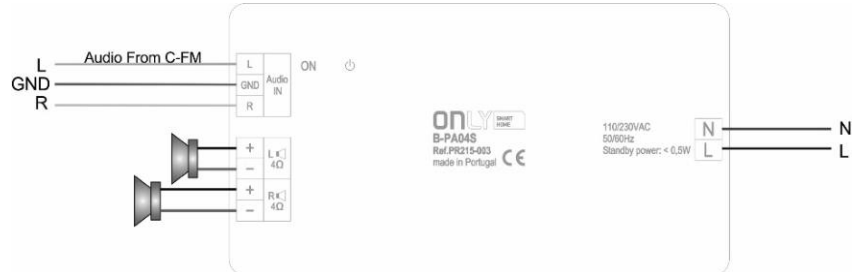 L
GND
R
Audio From C-FM
L
GND
R
Audio
IN
ON
+
−
L
4Ω
+
−
R
4Ω
ONLY SMART
HOME
B-PA04S
Ref.PR215-003
made in Portugal CE
110/230VAC
50/60Hz
Standby power: < 0,5W
N
L
N
L